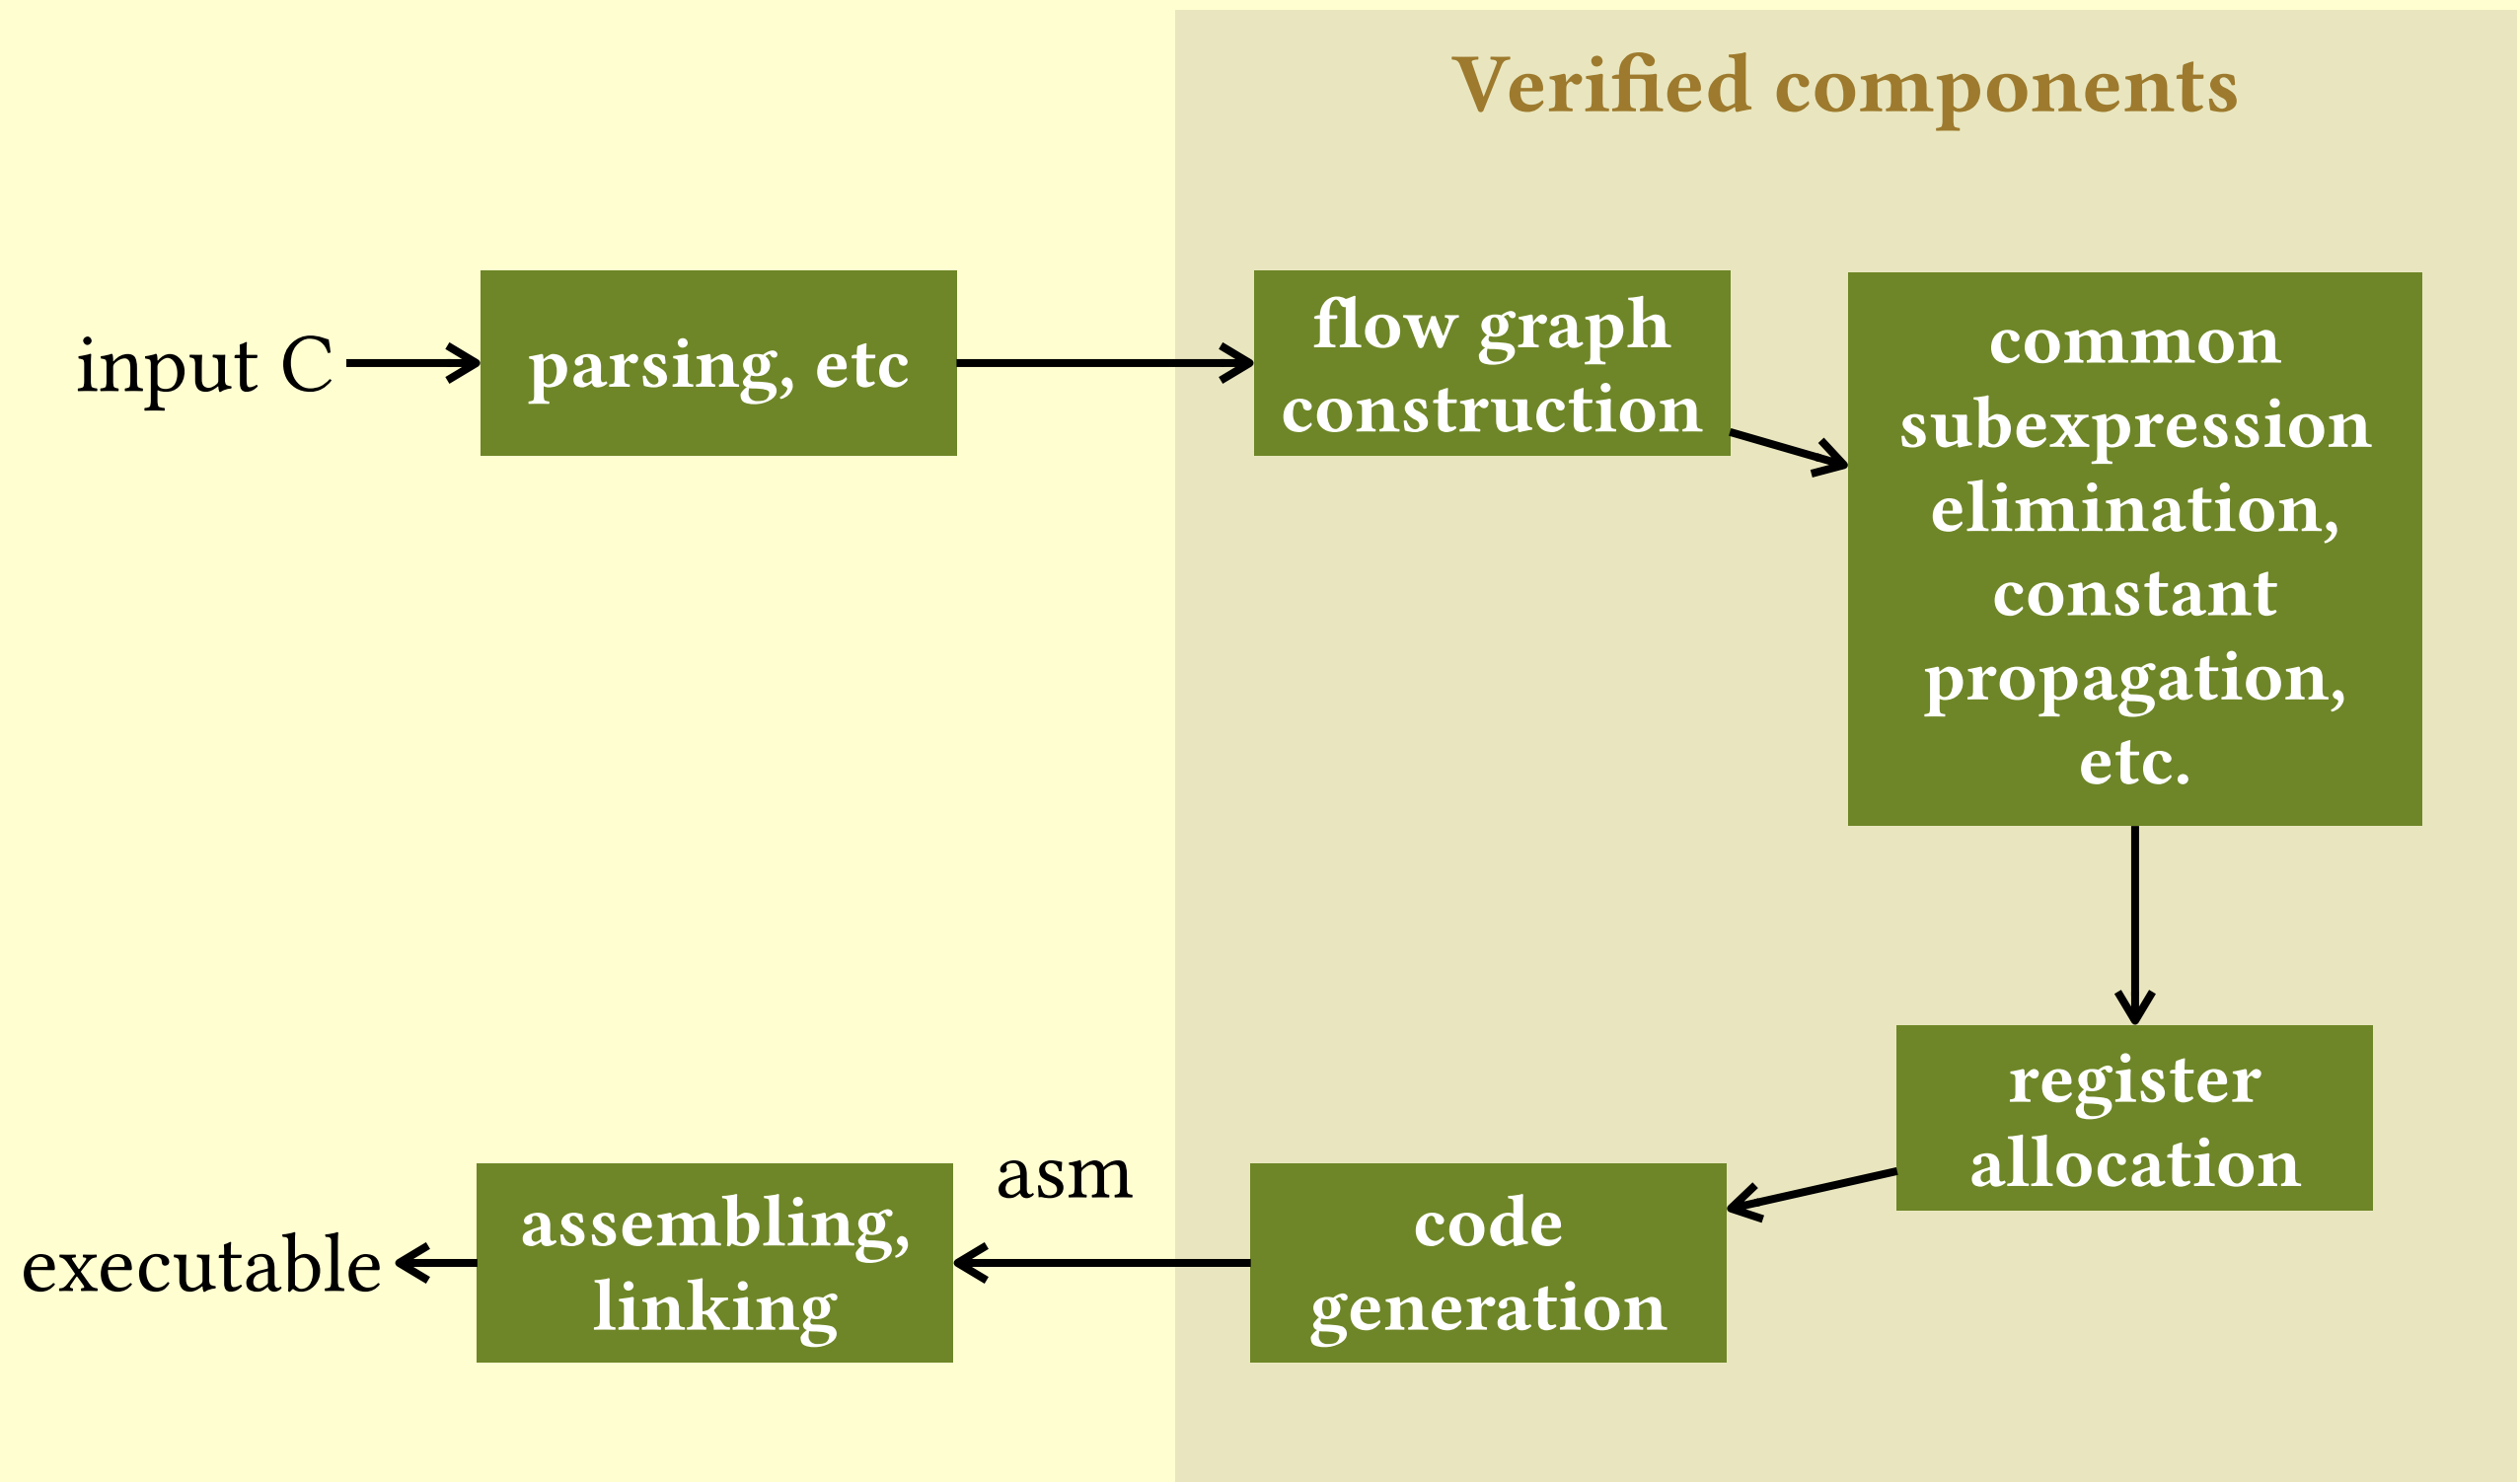 Verified components
input C
parsing, etc
flow graph
construction
common
subexpression
elimination,
constant
propagation,
etc.
register
allocation
code
generation
asm
assembling,
linking
executable